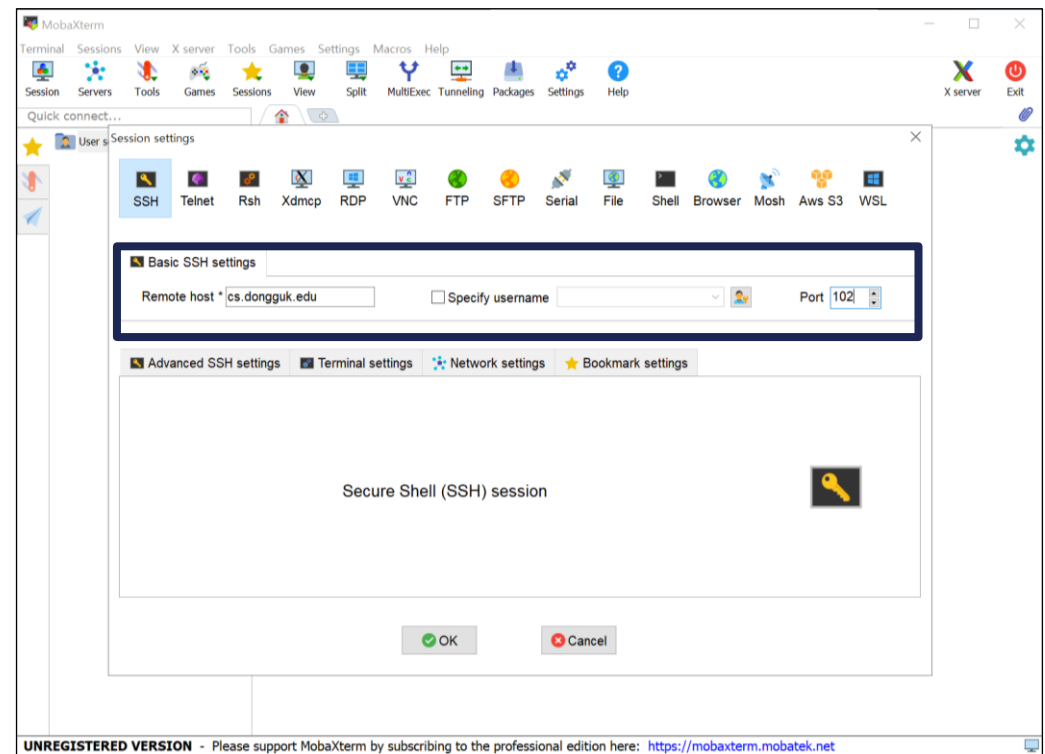 MobaXterm
Terminal Sessions View X server Tools Games Settings Macros Help
Session Servers Tools Games Sessions View Split MultiExec Tunneling Packages Settings Help X server Exit
Quick connect...
User s
Session settings
SSH Telnet Rsh Xdmcp RDP VNC FTP SFTP Serial File Shell Browser Mosh Aws S3 WSL
Basic SSH settings
Remote host * cs.dongguk.edu Specify username Port 102
Advanced SSH settings Terminal settings Network settings Bookmark settings
Secure Shell (SSH) session
OK Cancel
UNREGISTERED VERSION - Please support MobaXterm by subscribing to the professional edition here: https://mobaxterm.mobatek.net